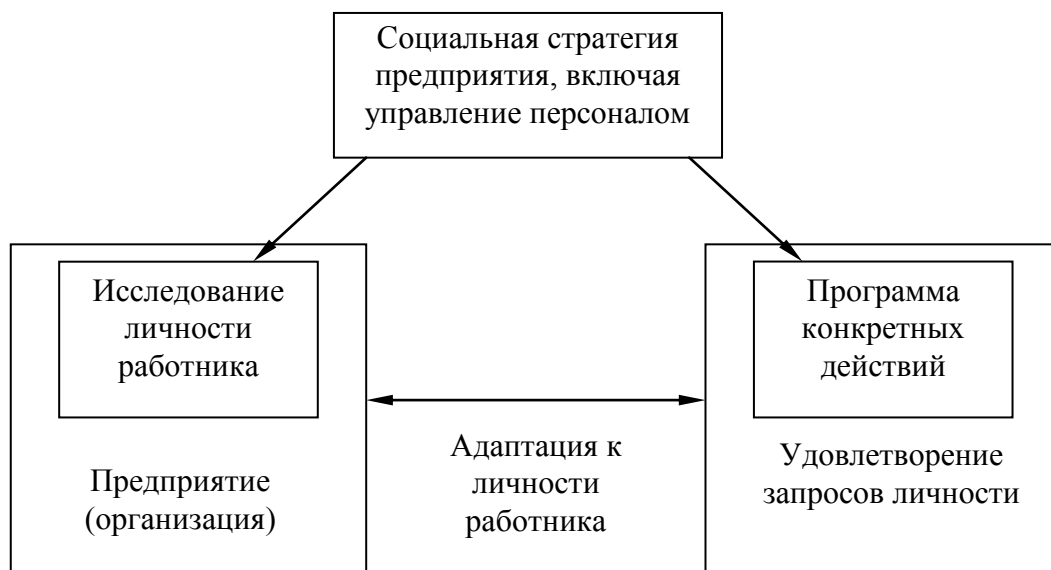 Социальная стратегия
предприятия, включая
управление персоналом
Исследование
личности
работника
Предприятие
(организация)
Адаптация к
личности
работника
Программа
конкретных
действий
Удовлетворение
запросов личности